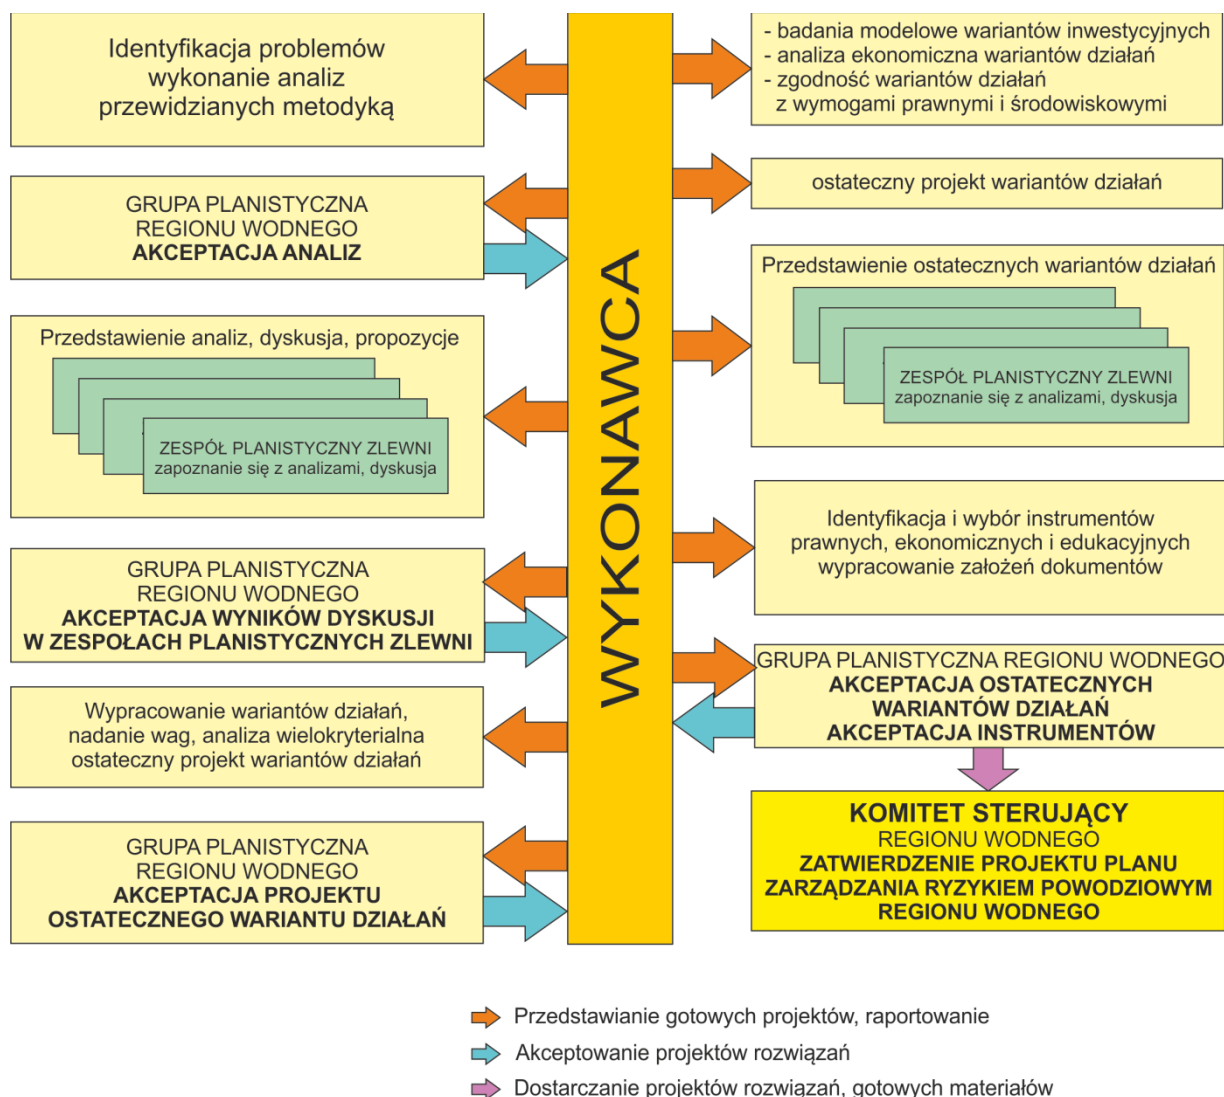 Identyfikacja problemów
wykonanie analiz
przewidzianych metodyką
GRUPA PLANISTYCZNA
REGIONU WODNEGO
AKCEPTACJA ANALIZ
Przedstawienie analiz, dyskusja, propozycje
ZESPÓŁ PLANISTYCZNY ZLEWNI
zapoznanie się z analizami, dyskusja
GRUPA PLANISTYCZNA
REGIONU WODNEGO
AKCEPTACJA WYNIKÓW DYSKUSJI
W ZESPOŁACH PLANISTYCZNYCH ZLEWNI
Wypracowanie wariantów działań,
nadanie wag, analiza wielokryterialna
ostateczny projekt wariantów działań
GRUPA PLANISTYCZNA
REGIONU WODNEGO
AKCEPTACJA PROJEKTU
OSTATECZNEGO WARIANTU DZIAŁAŃ
WYKONAWCA
- badania modelowe wariantów inwestycyjnych
- analiza ekonomiczna wariantów działań
- zgodność wariantów działań
z wymogami prawnymi i środowiskowymi
ostateczny projekt wariantów działań
Przedstawienie ostatecznych wariantów działań
ZESPÓŁ PLANISTYCZNY ZLEWNI
zapoznanie się z analizami, dyskusja
Identyfikacja i wybór instrumentów
prawnych, ekonomicznych i edukacyjnych
wypracowanie założeń dokumentów
GRUPA PLANISTYCZNA REGIONU WODNEGO
AKCEPTACJA OSTATECZNYCH
WARIANTÓW DZIAŁAŃ
AKCEPTACJA INSTRUMENTÓW
KOMITET STERUJĄCY
REGIONU WODNEGO
ZATWIERDZENIE PROJEKTU PLANU
ZARZĄDZANIA RYZYKIEM POWODZIOWYM
REGIONU WODNEGO
Przedstawianie gotowych projektów, raportowanie
Akceptowanie projektów rozwiązań
Dostarczanie projektów rozwiązań, gotowych materiałów